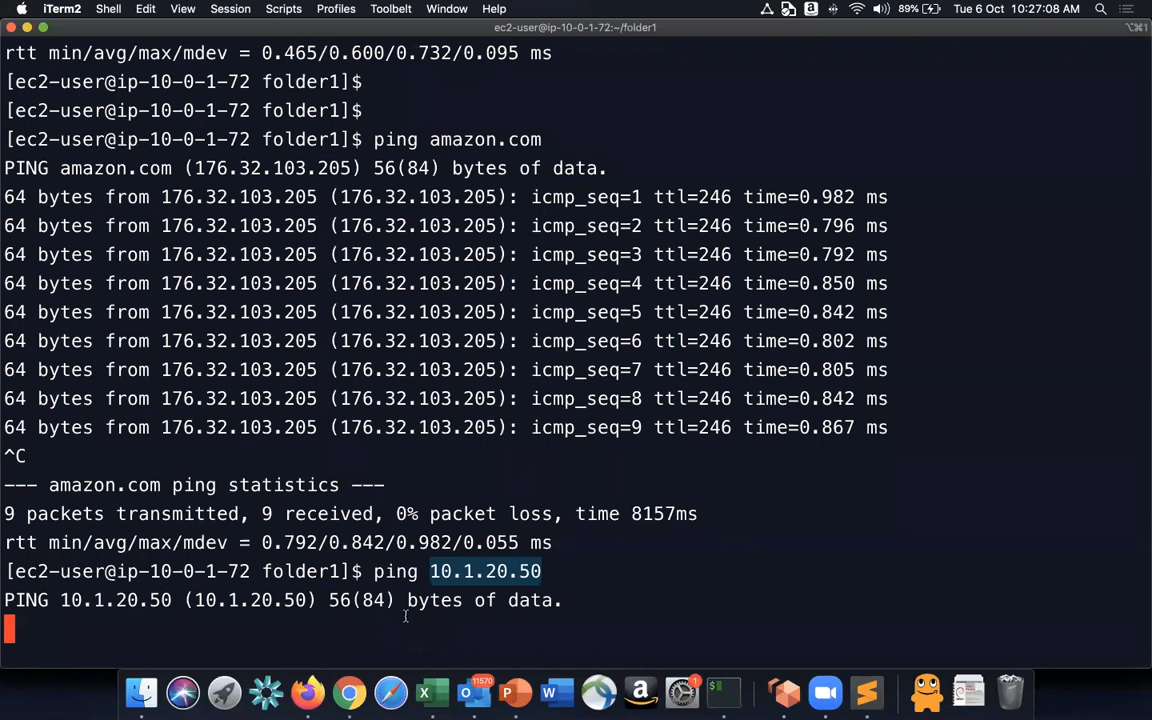 iTerm2 Shell Edit View Session Scripts Profiles Toolbelt Window Help 89% Tue 6 Oct 10:27:08 AM
ec2-user@ip-10-0-1-72:~/folder1 ⌥⌘1
rtt min/avg/max/mdev = 0.465/0.600/0.732/0.095 ms
[ec2-user@ip-10-0-1-72 folder1]$
[ec2-user@ip-10-0-1-72 folder1]$
[ec2-user@ip-10-0-1-72 folder1]$ ping amazon.com
PING amazon.com (176.32.103.205) 56(84) bytes of data.
64 bytes from 176.32.103.205 (176.32.103.205): icmp_seq=1 ttl=246 time=0.982 ms
64 bytes from 176.32.103.205 (176.32.103.205): icmp_seq=2 ttl=246 time=0.796 ms
64 bytes from 176.32.103.205 (176.32.103.205): icmp_seq=3 ttl=246 time=0.792 ms
64 bytes from 176.32.103.205 (176.32.103.205): icmp_seq=4 ttl=246 time=0.850 ms
64 bytes from 176.32.103.205 (176.32.103.205): icmp_seq=5 ttl=246 time=0.842 ms
64 bytes from 176.32.103.205 (176.32.103.205): icmp_seq=6 ttl=246 time=0.802 ms
64 bytes from 176.32.103.205 (176.32.103.205): icmp_seq=7 ttl=246 time=0.805 ms
64 bytes from 176.32.103.205 (176.32.103.205): icmp_seq=8 ttl=246 time=0.842 ms
64 bytes from 176.32.103.205 (176.32.103.205): icmp_seq=9 ttl=246 time=0.867 ms
^C
--- amazon.com ping statistics ---
9 packets transmitted, 9 received, 0% packet loss, time 8157ms
rtt min/avg/max/mdev = 0.792/0.842/0.982/0.055 ms
[ec2-user@ip-10-0-1-72 folder1]$ ping 10.1.20.50
PING 10.1.20.50 (10.1.20.50) 56(84) bytes of data.
11570 1